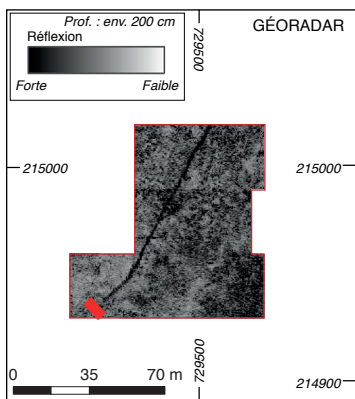 Prof. : env. 200 cm
Réflexion
Forte Faible
GÉORADAR
729500
215000 215000
0 35 70 m
729500
214900